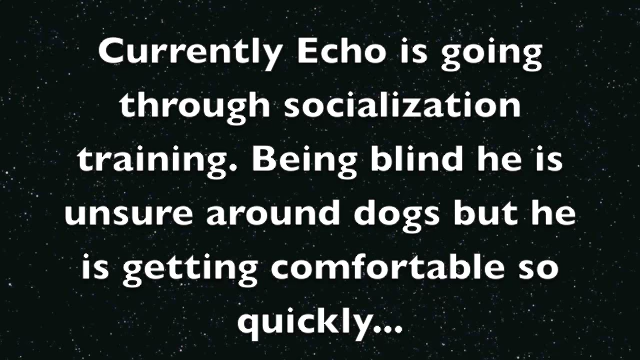 Currently Echo is going
through socialization
training. Being blind he is
unsure around dogs but he
is getting comfortable so
quickly...